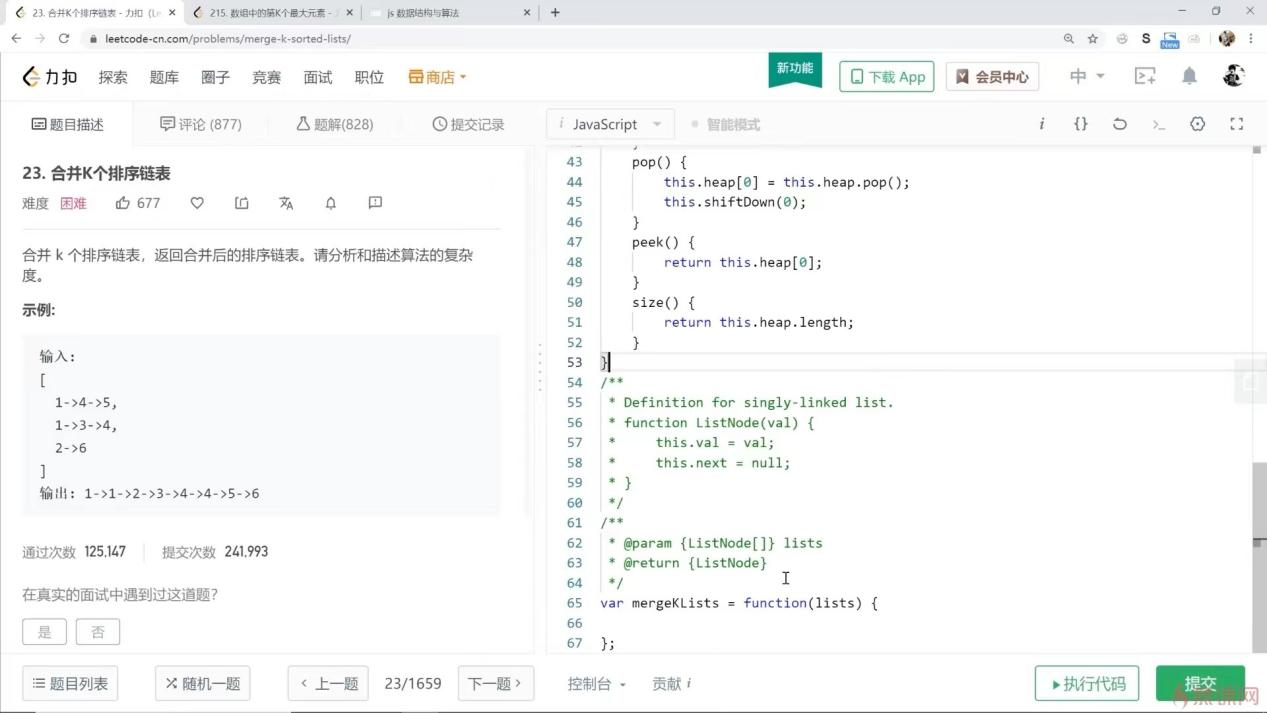 23. 合并K个排序链表 - 力扣 (Le
215. 数组中的第K个最大元素 -
js 数据结构与算法
leetcode-cn.com/problems/merge-k-sorted-lists/
S
New
力扣 探索 题库 圈子 竞赛 面试 职位 商店 新功能 下载 App 会员中心 中
题目描述 评论 (877) 题解(828) 提交记录
i JavaScript 智能模式 i {} >_
23. 合并K个排序链表
难度 困难 677
合并 k 个排序链表，返回合并后的排序链表。请分析和描述算法的复杂
度。
示例:
输入:
[
1->4->5,
1->3->4,
2->6
]
输出: 1->1->2->3->4->4->5->6
通过次数 125,147 提交次数 241,993
在真实的面试中遇到过这道题?
是 否
43 pop() {
44 this.heap[0] = this.heap.pop();
45 this.shiftDown(0);
46 }
47 peek() {
48 return this.heap[0];
49 }
50 size() {
51 return this.heap.length;
52 }
53 }
54 /**
55 * Definition for singly-linked list.
56 * function ListNode(val) {
57 * this.val = val;
58 * this.next = null;
59 * }
60 */
61 /**
62 * @param {ListNode[]} lists
63 * @return {ListNode}
64 */
65 var mergeKLists = function(lists) {
66
67 };
题目列表 随机一题 < 上一题 23/1659 下一题 > 控制台 贡献 i 执行代码 提交
慕课网